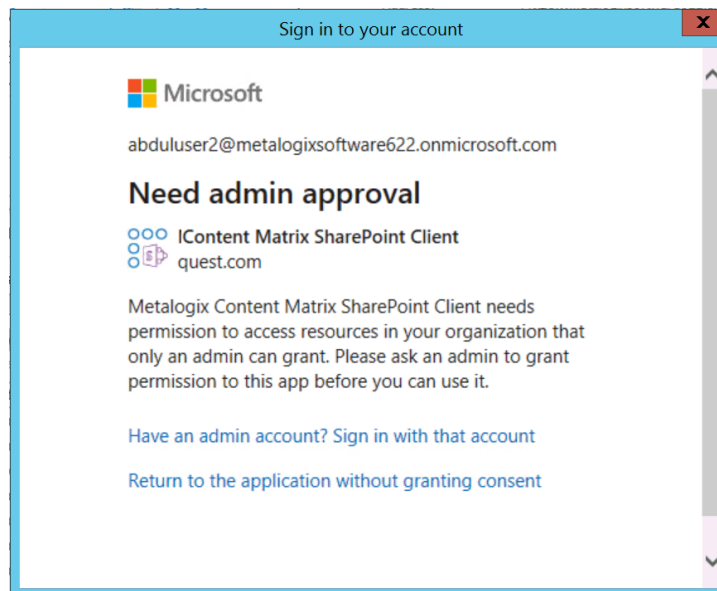 Sign in to your account
X
Microsoft
abduluser2@metalogixsoftware622.onmicrosoft.com
Need admin approval
IContent Matrix SharePoint Client
quest.com
Metalogix Content Matrix SharePoint Client needs
permission to access resources in your organization that
only an admin can grant. Please ask an admin to grant
permission to this app before you can use it.
Have an admin account? Sign in with that account
Return to the application without granting consent